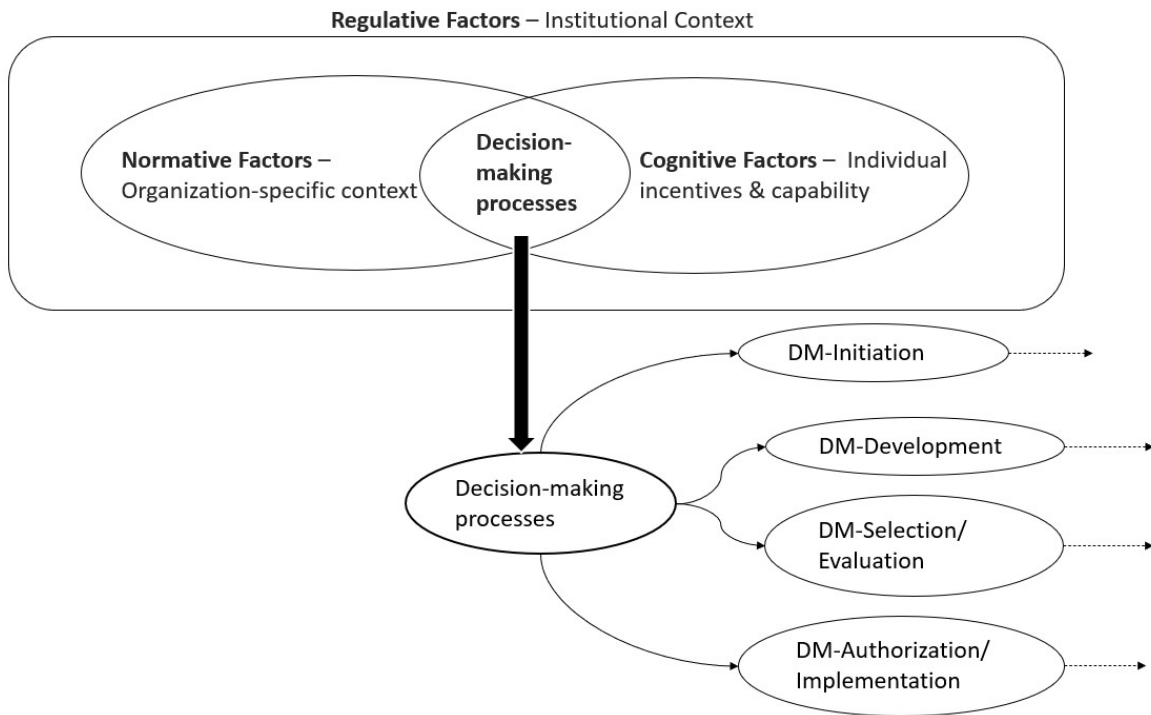 Regulative Factors – Institutional Context
Normative Factors –
Organization-specific context
Decision-
making
processes
Cognitive Factors – Individual
incentives & capability
DM-Initiation
DM-Development
Decision-making
processes
DM-Selection/
Evaluation
DM-Authorization/
Implementation